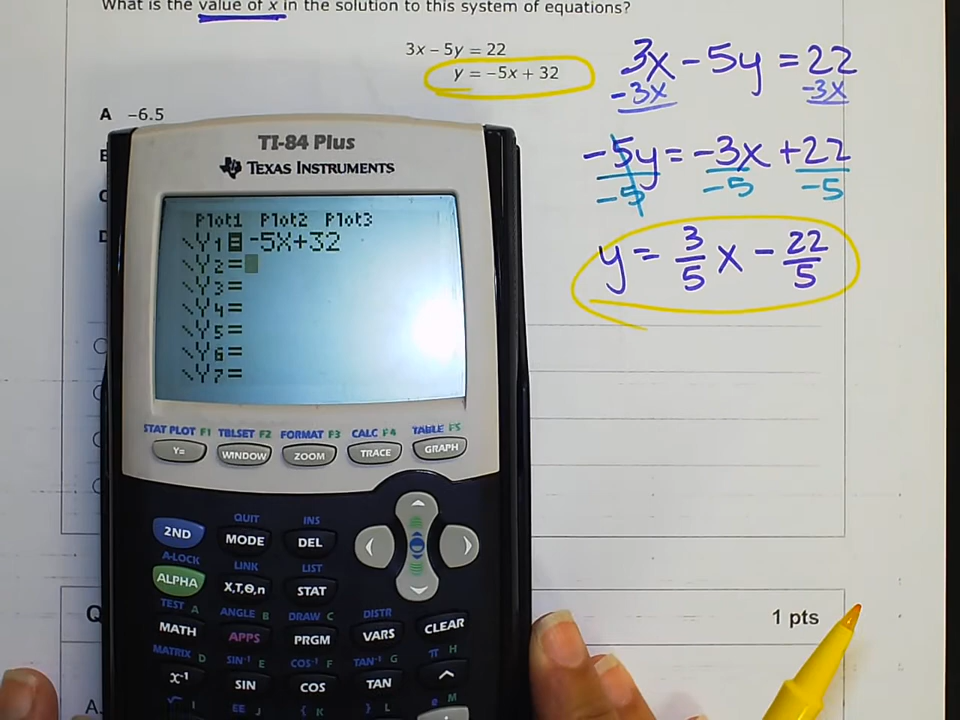 What is the value of x in the solution to this system of equations?
3x – 5y = 22
y = –5x + 32
A –6.5
3x - 5y = 22
-3x -3x
-5y = -3x + 22
-5 -5 -5
y = 3/5 x - 22/5
TI-84 Plus
TEXAS INSTRUMENTS
Plot1 Plot2 Plot3
\Y1=-5X+32
\Y2=
\Y3=
\Y4=
\Y5=
\Y6=
\Y7=
STAT PLOT F1 TBLSET F2 FORMAT F3 CALC F4 TABLE F5
Y= WINDOW ZOOM TRACE GRAPH
QUIT INS
2ND MODE DEL
A-LOCK LINK LIST
ALPHA X,T,Θ,n STAT
TEST A ANGLE B DRAW C DISTR
MATH APPS PRGM VARS CLEAR
MATRIX D SIN⁻¹ E COS⁻¹ F TAN⁻¹ G π H
x⁻¹ SIN COS TAN ^
√ I EE J { K } L e M
Q
1 pts
A.